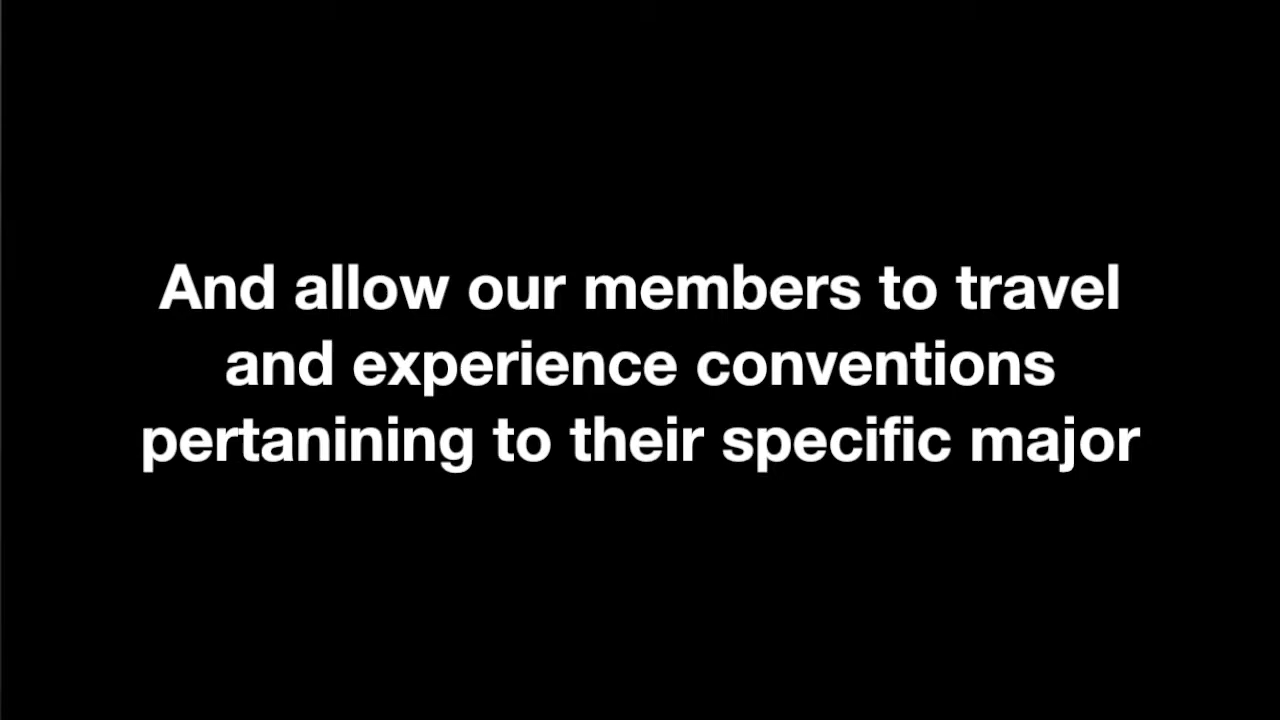 And allow our members to travel
and experience conventions
pertanining to their specific major